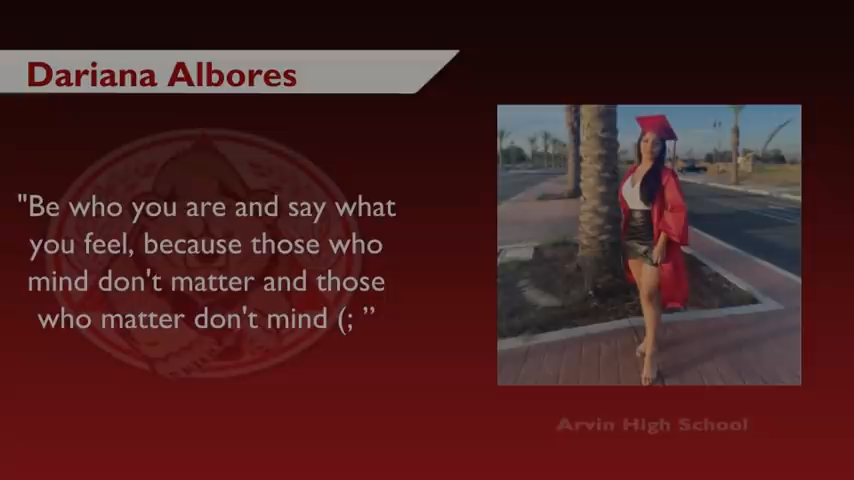 Dariana Albores
"Be who you are and say what
you feel, because those who
mind don't matter and those
who matter don't mind (; ”
Arvin High School